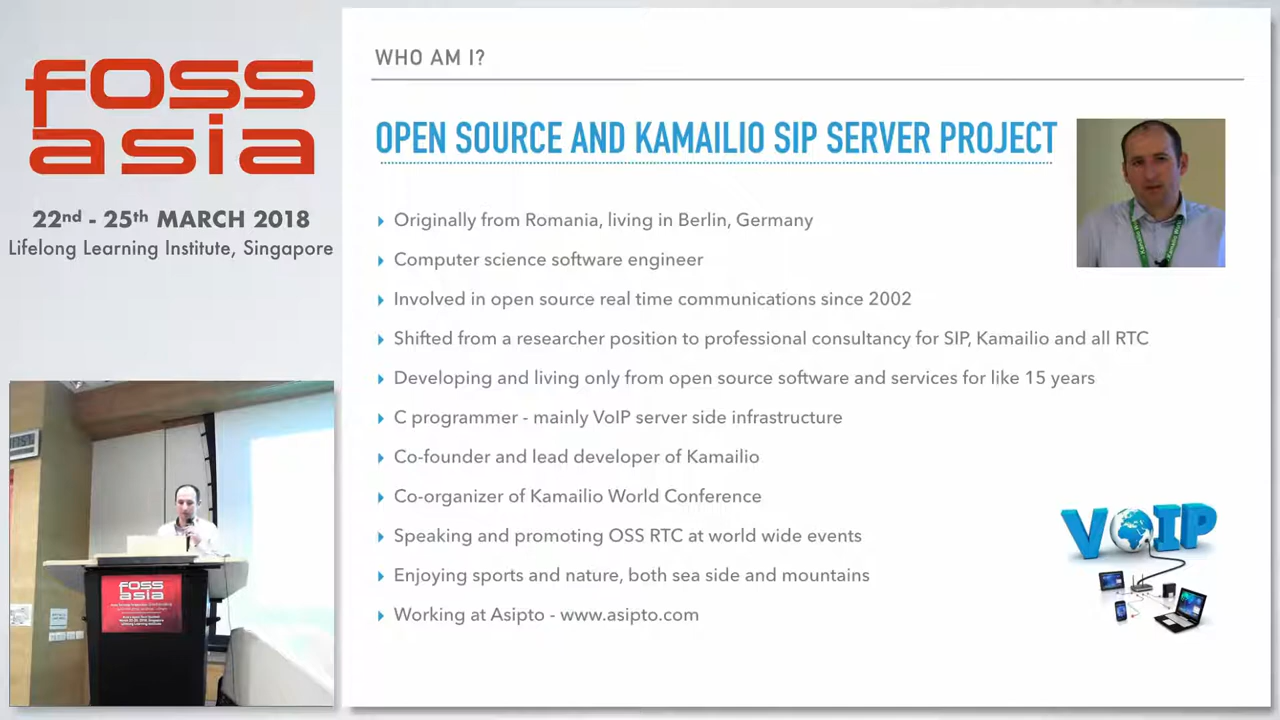 foss
asia
22nd - 25th MARCH 2018
Lifelong Learning Institute, Singapore
WHO AM I?
OPEN SOURCE AND KAMAILIO SIP SERVER PROJECT
Originally from Romania, living in Berlin, Germany
Computer science software engineer
Involved in open source real time communications since 2002
Shifted from a researcher position to professional consultancy for SIP, Kamailio and all RTC
Developing and living only from open source software and services for like 15 years
C programmer - mainly VoIP server side infrastructure
Co-founder and lead developer of Kamailio
Co-organizer of Kamailio World Conference
Speaking and promoting OSS RTC at world wide events
Enjoying sports and nature, both sea side and mountains
Working at Asipto - www.asipto.com
VOIP
foss
asia